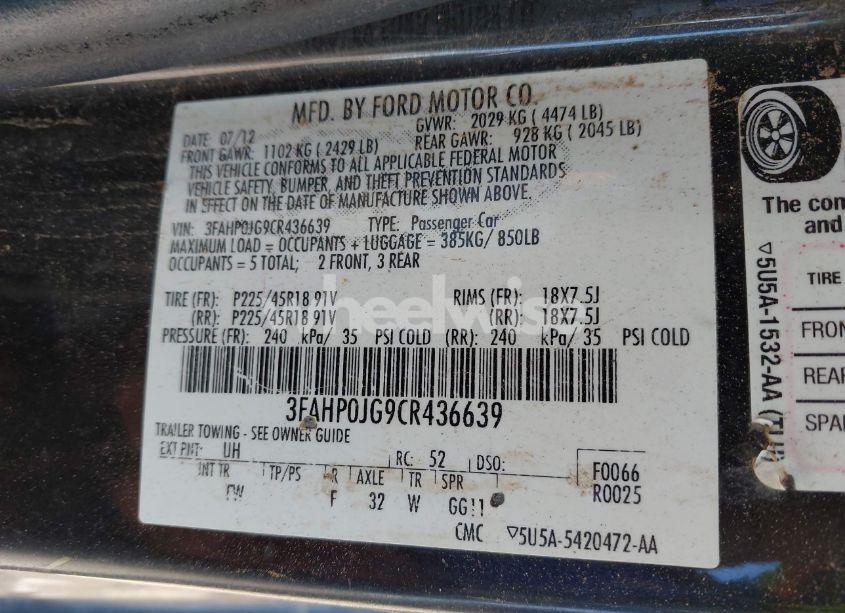 MFD. BY FORD MOTOR CO.
DATE: 07/12 GVWR: 2029 KG ( 4474 LB)
FRONT GAWR: 1102 KG ( 2429 LB) REAR GAWR: 928 KG ( 2045 LB)
THIS VEHICLE CONFORMS TO ALL APPLICABLE FEDERAL MOTOR
VEHICLE SAFETY, BUMPER, AND THEFT PREVENTION STANDARDS
IN EFFECT ON THE DATE OF MANUFACTURE SHOWN ABOVE.
VIN: 3FAHP0JG9CR436639 TYPE: Passenger Car
MAXIMUM LOAD = OCCUPANTS + LUGGAGE = 385KG/ 850LB
OCCUPANTS = 5 TOTAL; 2 FRONT, 3 REAR
TIRE (FR): P225/45R18 91V RIMS (FR): 18X7.5J
(RR): P225/45R18 91V (RR): 18X7.5J
PRESSURE (FR): 240 kPa/ 35 PSI COLD (RR): 240 kPa/ 35 PSI COLD
3FAHP0JG9CR436639
TRAILER TOWING - SEE OWNER GUIDE
EXT PNT: UH RC: 52 DSO: F0066
INT TR TP/PS R AXLE TR SPR R0025
F 32 W GG11
CMC ▽5U5A-5420472-AA
The com
and
TIRE
FRON
REAR
SPA
▽5U5A-1532-AA
heelwis